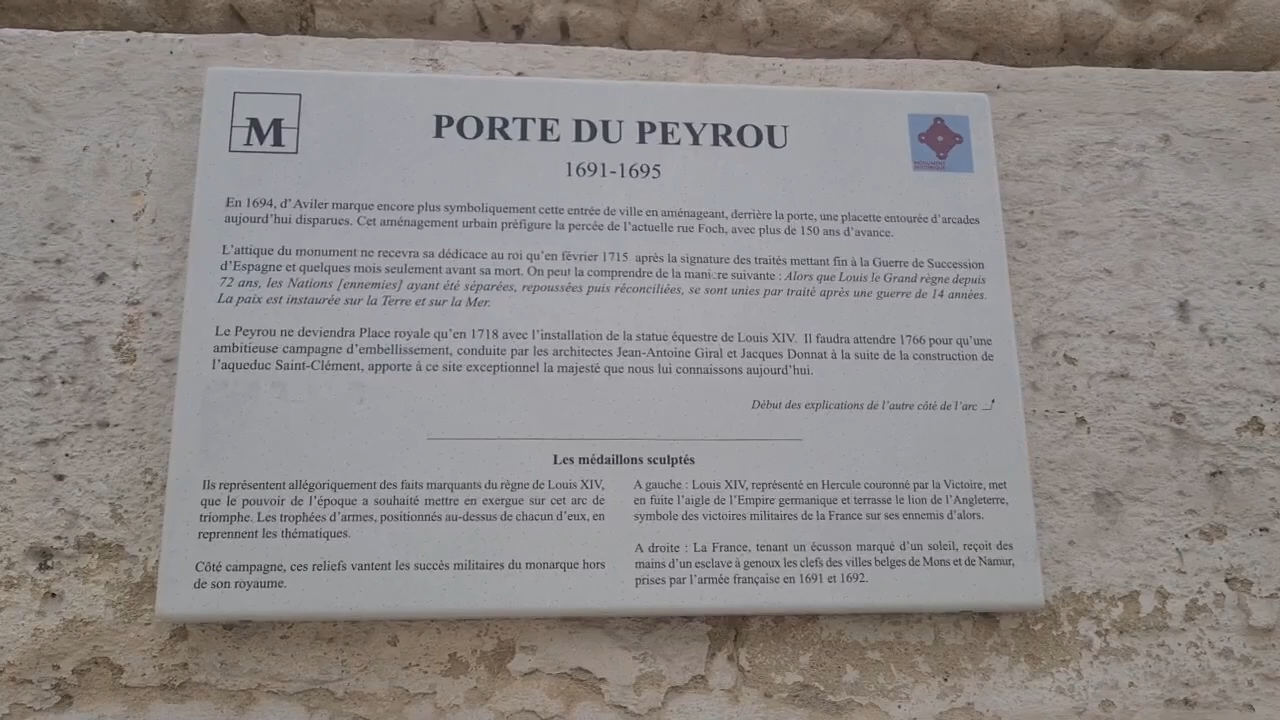 M
PORTE DU PEYROU
1691-1695
MONUMENT
HISTORIQUE
En 1694, d'Aviler marque encore plus symboliquement cette entrée de ville en aménageant, derrière la porte, une placette entourée d'arcades
aujourd'hui disparues. Cet aménagement urbain préfigure la percée de l'actuelle rue Foch, avec plus de 150 ans d'avance.
L'attique du monument ne recevra sa dédicace au roi qu'en février 1715 après la signature des traités mettant fin à la Guerre de Succession
d'Espagne et quelques mois seulement avant sa mort. On peut la comprendre de la manière suivante : Alors que Louis le Grand règne depuis
72 ans, les Nations [ennemies] ayant été séparées, repoussées puis réconciliées, se sont unies par traité après une guerre de 14 années.
La paix est instaurée sur la Terre et sur la Mer.
Le Peyrou ne deviendra Place royale qu'en 1718 avec l'installation de la statue équestre de Louis XIV. Il faudra attendre 1766 pour qu'une
ambitieuse campagne d'embellissement, conduite par les architectes Jean-Antoine Giral et Jacques Donnat à la suite de la construction de
l'aqueduc Saint-Clément, apporte à ce site exceptionnel la majesté que nous lui connaissons aujourd'hui.
Début des explications de l'autre côté de l'arc
Les médaillons sculptés
Ils représentent allégoriquement des faits marquants du règne de Louis XIV,
que le pouvoir de l'époque a souhaité mettre en exergue sur cet arc de
triomphe. Les trophées d'armes, positionnés au-dessus de chacun d'eux, en
reprennent les thématiques.
Côté campagne, ces reliefs vantent les succès militaires du monarque hors
de son royaume.
A gauche : Louis XIV, représenté en Hercule couronné par la Victoire, met
en fuite l'aigle de l'Empire germanique et terrasse le lion de l'Angleterre,
symbole des victoires militaires de la France sur ses ennemis d'alors.
A droite : La France, tenant un écusson marqué d'un soleil, reçoit des
mains d'un esclave à genoux les clefs des villes belges de Mons et de Namur,
prises par l'armée française en 1691 et 1692.